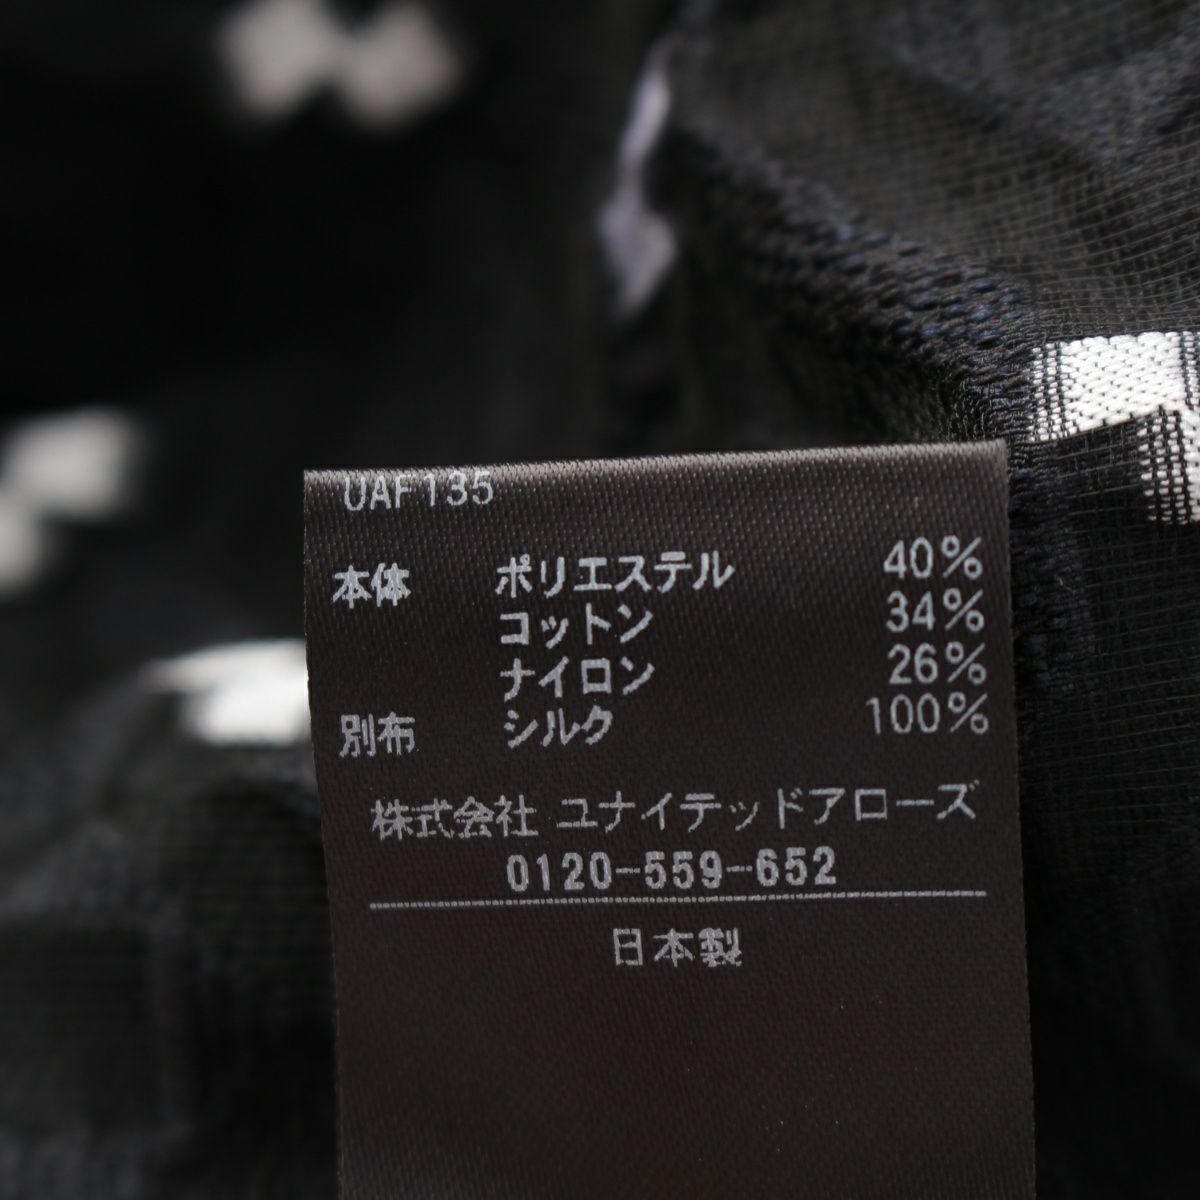 UAF135
本体 ポリエステル 40%
コットン 34%
ナイロン 26%
別布 シルク 100%
株式会社 ユナイテッドアローズ
0120-559-652
日本製